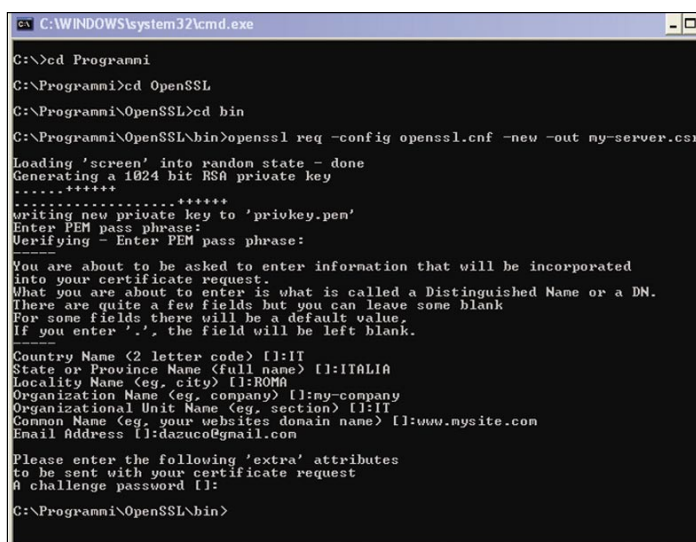 C:\WINDOWS\system32\cmd.exe
C:\>cd Programmi
C:\Programmi>cd OpenSSL
C:\Programmi\OpenSSL>cd bin
C:\Programmi\OpenSSL\bin>openssl req -config openssl.cnf -new -out my-server.csr
Loading 'screen' into random state - done
Generating a 1024 bit RSA private key
......++++++
....................++++++
writing new private key to 'privkey.pem'
Enter PEM pass phrase:
Verifying - Enter PEM pass phrase:
-----
You are about to be asked to enter information that will be incorporated
into your certificate request.
What you are about to enter is what is called a Distinguished Name or a DN.
There are quite a few fields but you can leave some blank
For some fields there will be a default value,
If you enter '.', the field will be left blank.
-----
Country Name (2 letter code) []:IT
State or Province Name (full name) []:ITALIA
Locality Name (eg, city) []:ROMA
Organization Name (eg, company) []:my-company
Organizational Unit Name (eg, section) []:IT
Common Name (eg, your websites domain name) []:www.mysite.com
Email Address []:dazuco@gmail.com
Please enter the following 'extra' attributes
to be sent with your certificate request
A challenge password []:
C:\Programmi\OpenSSL\bin>